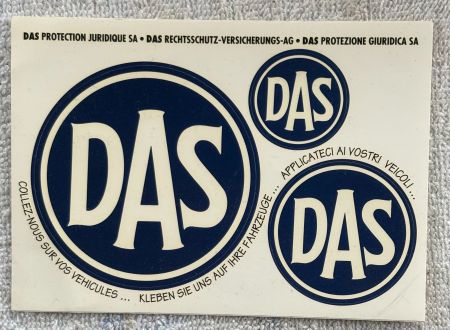 DAS PROTECTION JURIDIQUE SA • DAS RECHTSSCHUTZ-VERSICHERUNGS-AG • DAS PROTEZIONE GIURIDICA SA
DAS
DAS
DAS
COLLEZ-NOUS SUR VOS VEHICULES ... KLEBEN SIE UNS AUF IHRE FAHRZEUGE ... APPLICATECI AI VOSTRI VEICOLI ...